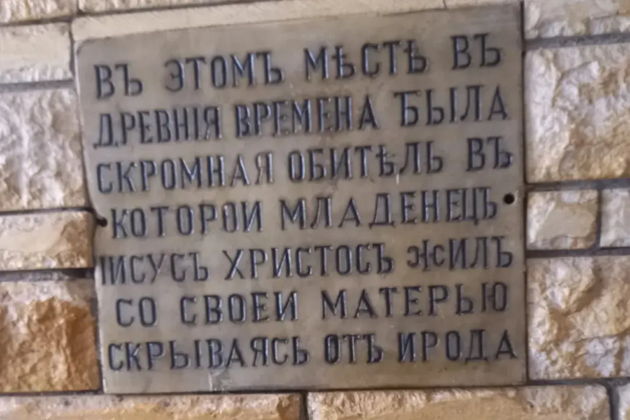 ВЪ ЭТОМЪ МѢСТѢ ВЪ
ДРЕВНІЯ ВРЕМЕНА БЫЛА
СКРОМНАЯ ОБИТѢЛЬ ВЪ
КОТОРОИ МЛАДЕНЕЦЪ
ІИСУСЪ ХРИСТОСЪ ЖИЛЪ
СО СВОЕИ МАТЕРЬЮ
СКРЫВАЯСЬ ОТЪ ИРОДА